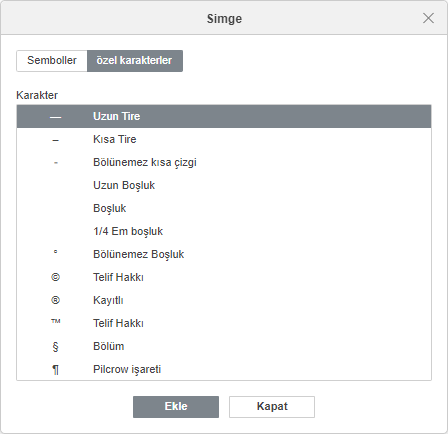 Simge
Semboller özel karakterler
Karakter
— Uzun Tire
– Kısa Tire
- Bölünemez kısa çizgi
Uzun Boşluk
Boşluk
1/4 Em boşluk
° Bölünemez Boşluk
© Telif Hakkı
® Kayıtlı
™ Telif Hakkı
§ Bölüm
¶ Pilcrow işareti
Ekle Kapat